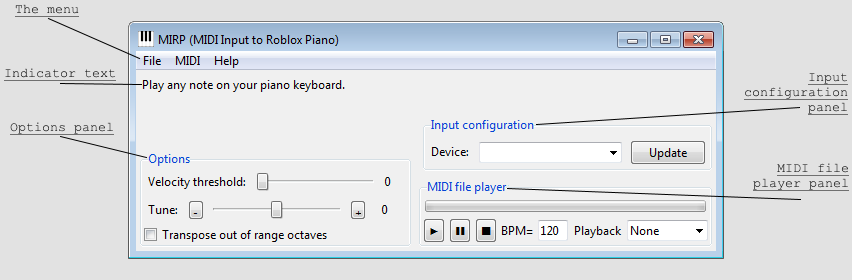 The menu
MIRP (MIDI Input to Roblox Piano)
File MIDI Help
Indicator text
Play any note on your piano keyboard.
Input
configuration
panel
Options panel
Input configuration
Device: Update
Options
Velocity threshold: 0
Tune: - + 0
Transpose out of range octaves
MIDI file
player panel
MIDI file player
BPM= 120 Playback None